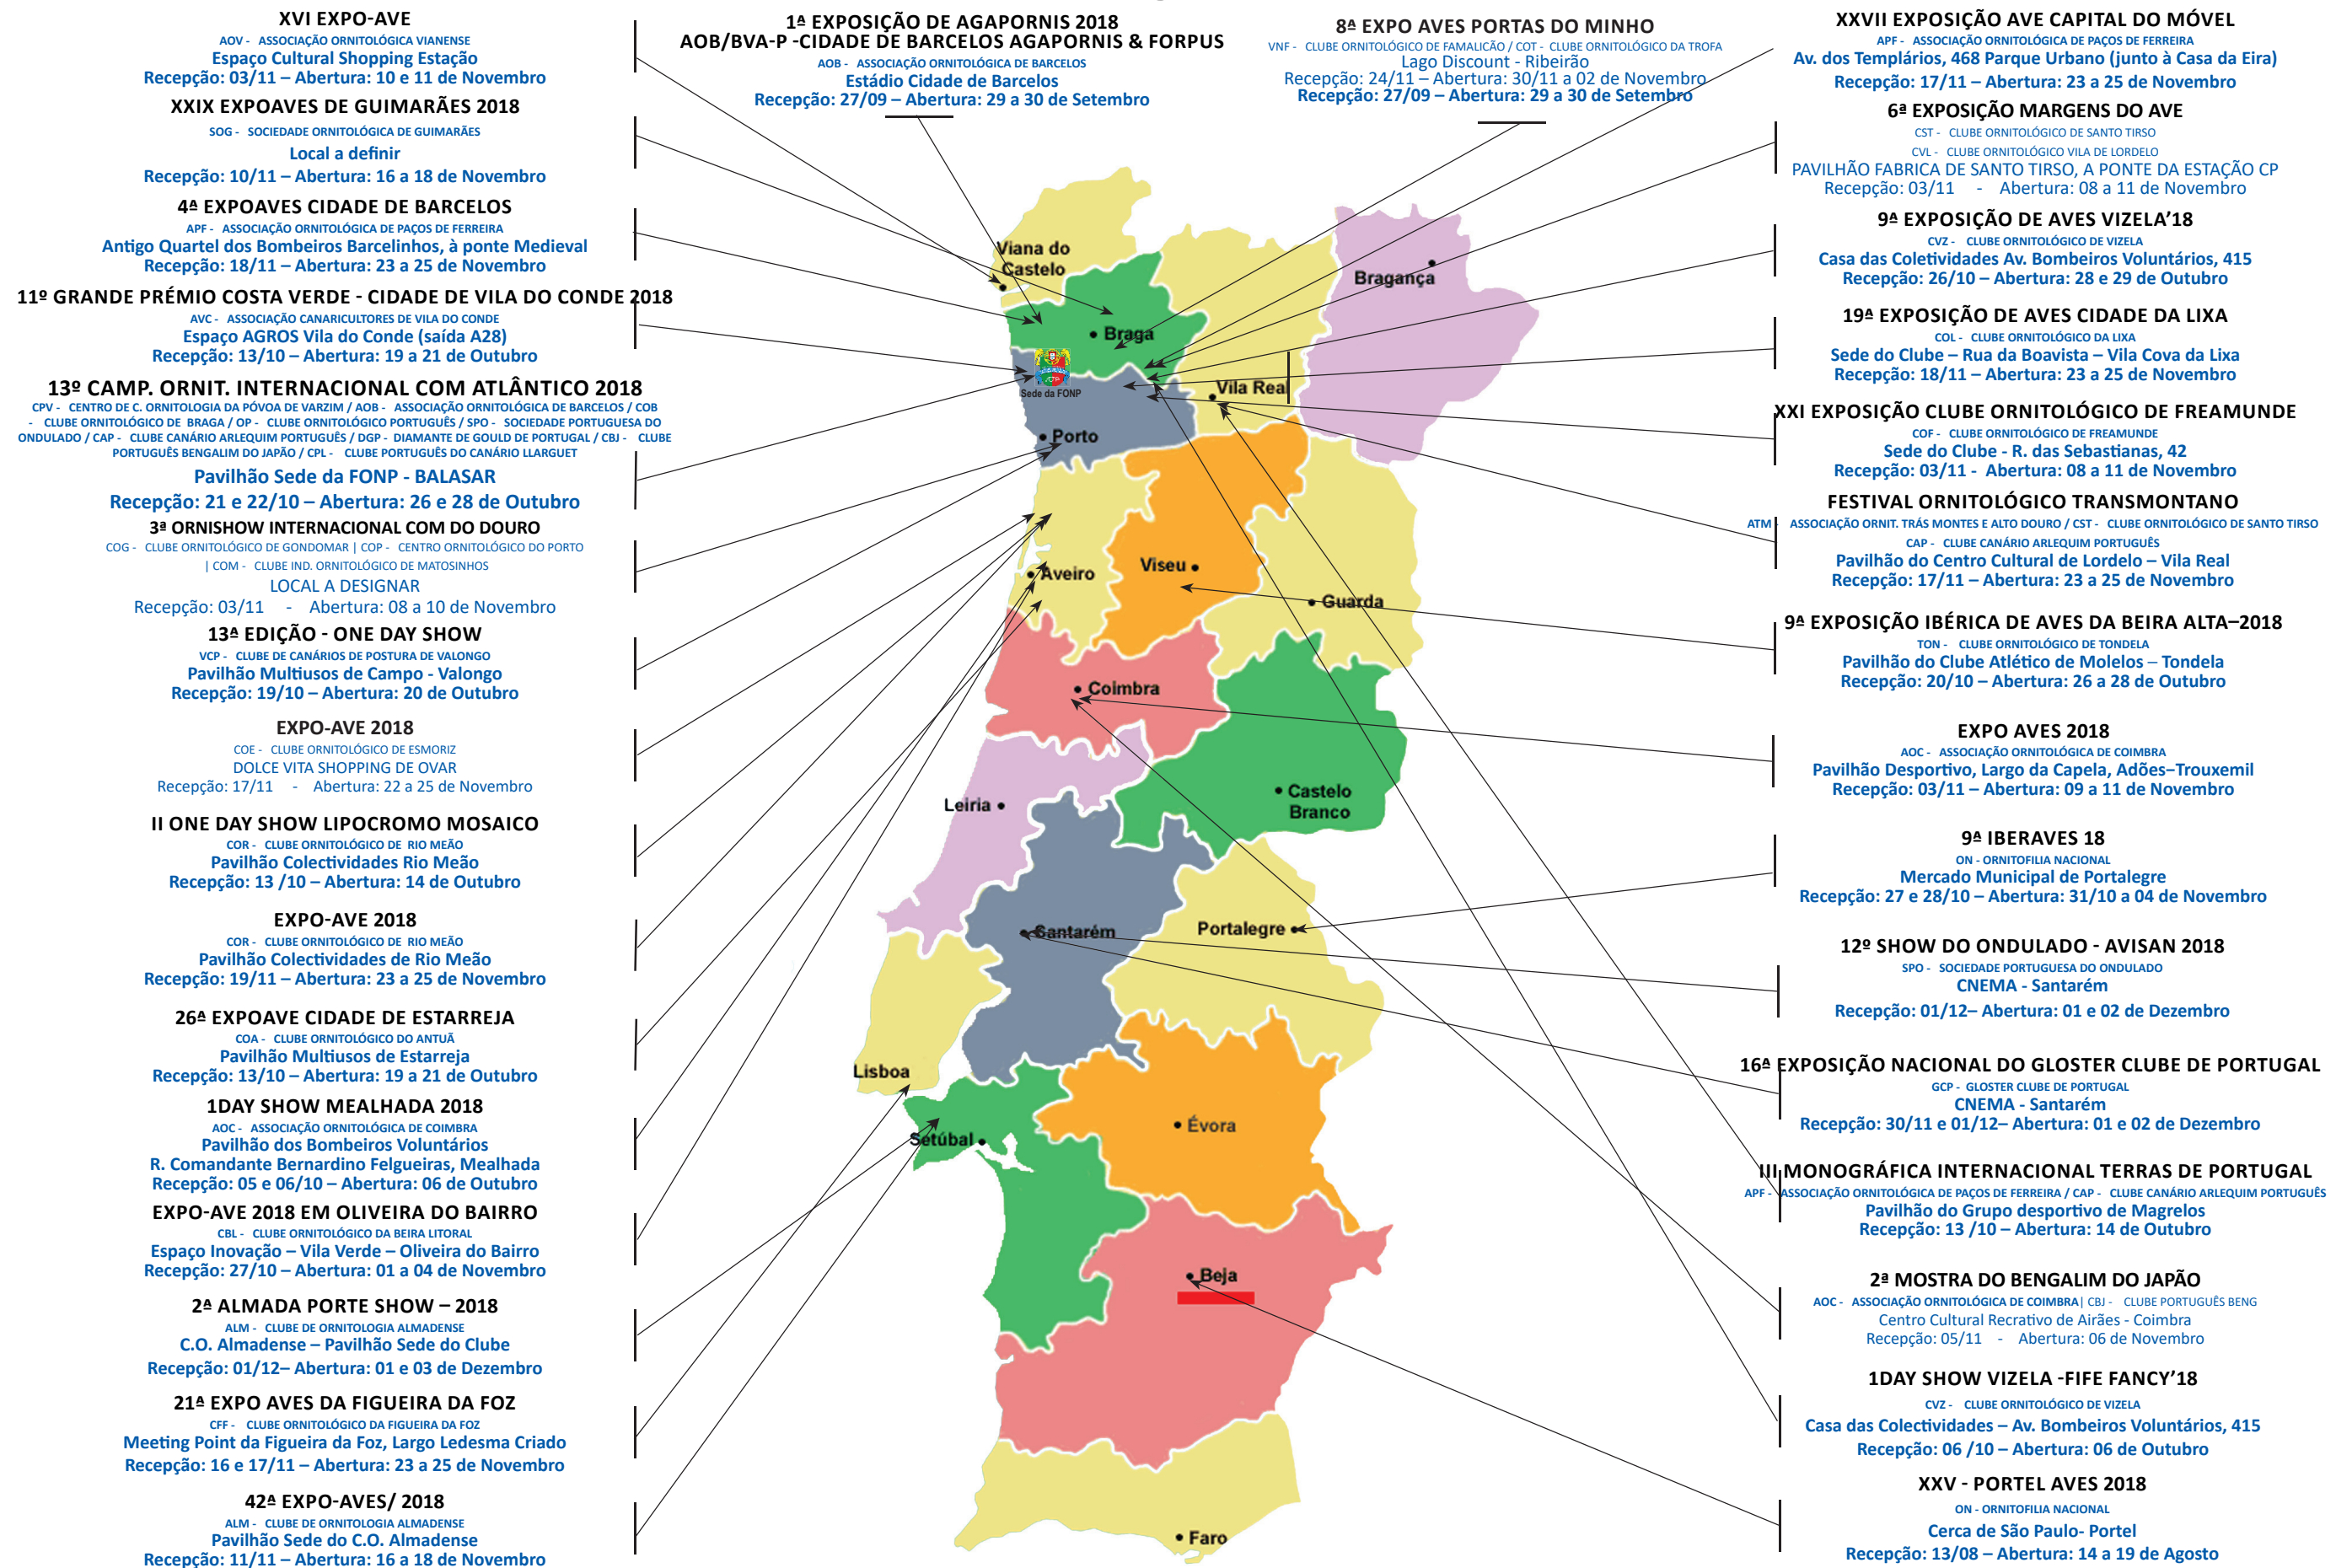 XVI EXPO-AVE
AOV - ASSOCIAÇÃO ORNITOLÓGICA VIANENSE
Espaço Cultural Shopping Estação
Recepção: 03/11 – Abertura: 10 e 11 de Novembro
XXIX EXPOAVES DE GUIMARÃES 2018
SOG - SOCIEDADE ORNITOLÓGICA DE GUIMARÃES
Local a definir
Recepção: 10/11 – Abertura: 16 a 18 de Novembro
4ª EXPOAVES CIDADE DE BARCELOS
APF - ASSOCIAÇÃO ORNITOLÓGICA DE PAÇOS DE FERREIRA
Antigo Quartel dos Bombeiros Barcelinhos, à ponte Medieval
Recepção: 18/11 – Abertura: 23 a 25 de Novembro
11º GRANDE PRÉMIO COSTA VERDE - CIDADE DE VILA DO CONDE 2018
AVC - ASSOCIAÇÃO CANARICULTORES DE VILA DO CONDE
Espaço AGROS Vila do Conde (saída A28)
Recepção: 13/10 – Abertura: 19 a 21 de Outubro
13º CAMP. ORNIT. INTERNACIONAL COM ATLÂNTICO 2018
CPV - CENTRO DE C. ORNITOLOGIA DA PÓVOA DE VARZIM / AOB - ASSOCIAÇÃO ORNITOLÓGICA DE BARCELOS / COB
- CLUBE ORNITOLÓGICO DE BRAGA / OP - CLUBE ORNITOLÓGICO PORTUGUÊS / SPO - SOCIEDADE PORTUGUESA DO
ONDULADO / CAP - CLUBE CANÁRIO ARLEQUIM PORTUGUÊS / DGP - DIAMANTE DE GOULD DE PORTUGAL / CBJ - CLUBE
PORTUGUÊS BENGALIM DO JAPÃO / CPL - CLUBE PORTUGUÊS DO CANÁRIO LLARGUET
Pavilhão Sede da FONP - BALASAR
Recepção: 21 e 22/10 – Abertura: 26 e 28 de Outubro
3ª ORNISHOW INTERNACIONAL COM DO DOURO
COG - CLUBE ORNITOLÓGICO DE GONDOMAR | COP - CENTRO ORNITOLÓGICO DO PORTO
| COM - CLUBE IND. ORNITOLÓGICO DE MATOSINHOS
LOCAL A DESIGNAR
Recepção: 03/11 - Abertura: 08 a 10 de Novembro
13ª EDIÇÃO - ONE DAY SHOW
VCP - CLUBE DE CANÁRIOS DE POSTURA DE VALONGO
Pavilhão Multiusos de Campo - Valongo
Recepção: 19/10 – Abertura: 20 de Outubro
EXPO-AVE 2018
COE - CLUBE ORNITOLÓGICO DE ESMORIZ
DOLCE VITA SHOPPING DE OVAR
Recepção: 17/11 - Abertura: 22 a 25 de Novembro
II ONE DAY SHOW LIPOCROMO MOSAICO
COR - CLUBE ORNITOLÓGICO DE RIO MEÃO
Pavilhão Colectividades Rio Meão
Recepção: 13 /10 – Abertura: 14 de Outubro
EXPO-AVE 2018
COR - CLUBE ORNITOLÓGICO DE RIO MEÃO
Pavilhão Colectividades de Rio Meão
Recepção: 19/11 – Abertura: 23 a 25 de Novembro
26ª EXPOAVE CIDADE DE ESTARREJA
COA - CLUBE ORNITOLÓGICO DO ANTUÃ
Pavilhão Multiusos de Estarreja
Recepção: 13/10 – Abertura: 19 a 21 de Outubro
1DAY SHOW MEALHADA 2018
AOC - ASSOCIAÇÃO ORNITOLÓGICA DE COIMBRA
Pavilhão dos Bombeiros Voluntários
R. Comandante Bernardino Felgueiras, Mealhada
Recepção: 05 e 06/10 – Abertura: 06 de Outubro
EXPO-AVE 2018 EM OLIVEIRA DO BAIRRO
CBL - CLUBE ORNITOLÓGICO DA BEIRA LITORAL
Espaço Inovação – Vila Verde – Oliveira do Bairro
Recepção: 27/10 – Abertura: 01 a 04 de Novembro
2ª ALMADA PORTE SHOW – 2018
ALM - CLUBE DE ORNITOLOGIA ALMADENSE
C.O. Almadense – Pavilhão Sede do Clube
Recepção: 01/12– Abertura: 01 e 03 de Dezembro
21ª EXPO AVES DA FIGUEIRA DA FOZ
CFF - CLUBE ORNITOLÓGICO DA FIGUEIRA DA FOZ
Meeting Point da Figueira da Foz, Largo Ledesma Criado
Recepção: 16 e 17/11 – Abertura: 23 a 25 de Novembro
42ª EXPO-AVES/ 2018
ALM - CLUBE DE ORNITOLOGIA ALMADENSE
Pavilhão Sede do C.O. Almadense
Recepção: 11/11 – Abertura: 16 a 18 de Novembro
1ª EXPOSIÇÃO DE AGAPORNIS 2018
AOB/BVA-P -CIDADE DE BARCELOS AGAPORNIS & FORPUS
AOB - ASSOCIAÇÃO ORNITOLÓGICA DE BARCELOS
Estádio Cidade de Barcelos
Recepção: 27/09 – Abertura: 29 a 30 de Setembro
8ª EXPO AVES PORTAS DO MINHO
VNF - CLUBE ORNITOLÓGICO DE FAMALICÃO / COT - CLUBE ORNITOLÓGICO DA TROFA
Lago Discount - Ribeirão
Recepção: 24/11 – Abertura: 30/11 a 02 de Novembro
Recepção: 27/09 – Abertura: 29 a 30 de Setembro
Viana do
Castelo
Bragança
Braga
Sede da FONP
Vila Real
Porto
Aveiro
Viseu
Guarda
Coimbra
Castelo
Branco
Leiria
Santarém
Portalegre
Lisboa
Setúbal
Évora
Beja
Faro
XXVII EXPOSIÇÃO AVE CAPITAL DO MÓVEL
APF - ASSOCIAÇÃO ORNITOLÓGICA DE PAÇOS DE FERREIRA
Av. dos Templários, 468 Parque Urbano (junto à Casa da Eira)
Recepção: 17/11 – Abertura: 23 a 25 de Novembro
6ª EXPOSIÇÃO MARGENS DO AVE
CST - CLUBE ORNITOLÓGICO DE SANTO TIRSO
CVL - CLUBE ORNITOLÓGICO VILA DE LORDELO
PAVILHÃO FABRICA DE SANTO TIRSO, A PONTE DA ESTAÇÃO CP
Recepção: 03/11 - Abertura: 08 a 11 de Novembro
9ª EXPOSIÇÃO DE AVES VIZELA’18
CVZ - CLUBE ORNITOLÓGICO DE VIZELA
Casa das Coletividades Av. Bombeiros Voluntários, 415
Recepção: 26/10 – Abertura: 28 e 29 de Outubro
19ª EXPOSIÇÃO DE AVES CIDADE DA LIXA
COL - CLUBE ORNITOLÓGICO DA LIXA
Sede do Clube – Rua da Boavista – Vila Cova da Lixa
Recepção: 18/11 – Abertura: 23 a 25 de Novembro
XXI EXPOSIÇÃO CLUBE ORNITOLÓGICO DE FREAMUNDE
COF - CLUBE ORNITOLÓGICO DE FREAMUNDE
Sede do Clube - R. das Sebastianas, 42
Recepção: 03/11 - Abertura: 08 a 11 de Novembro
FESTIVAL ORNITOLÓGICO TRANSMONTANO
ATM - ASSOCIAÇÃO ORNIT. TRÁS MONTES E ALTO DOURO / CST - CLUBE ORNITOLÓGICO DE SANTO TIRSO
CAP - CLUBE CANÁRIO ARLEQUIM PORTUGUÊS
Pavilhão do Centro Cultural de Lordelo – Vila Real
Recepção: 17/11 – Abertura: 23 a 25 de Novembro
9ª EXPOSIÇÃO IBÉRICA DE AVES DA BEIRA ALTA–2018
TON - CLUBE ORNITOLÓGICO DE TONDELA
Pavilhão do Clube Atlético de Molelos – Tondela
Recepção: 20/10 – Abertura: 26 a 28 de Outubro
EXPO AVES 2018
AOC - ASSOCIAÇÃO ORNITOLÓGICA DE COIMBRA
Pavilhão Desportivo, Largo da Capela, Adões–Trouxemil
Recepção: 03/11 – Abertura: 09 a 11 de Novembro
9ª IBERAVES 18
ON - ORNITOFILIA NACIONAL
Mercado Municipal de Portalegre
Recepção: 27 e 28/10 – Abertura: 31/10 a 04 de Novembro
12º SHOW DO ONDULADO - AVISAN 2018
SPO - SOCIEDADE PORTUGUESA DO ONDULADO
CNEMA - Santarém
Recepção: 01/12– Abertura: 01 e 02 de Dezembro
16ª EXPOSIÇÃO NACIONAL DO GLOSTER CLUBE DE PORTUGAL
GCP - GLOSTER CLUBE DE PORTUGAL
CNEMA - Santarém
Recepção: 30/11 e 01/12– Abertura: 01 e 02 de Dezembro
III MONOGRÁFICA INTERNACIONAL TERRAS DE PORTUGAL
APF - ASSOCIAÇÃO ORNITOLÓGICA DE PAÇOS DE FERREIRA / CAP - CLUBE CANÁRIO ARLEQUIM PORTUGUÊS
Pavilhão do Grupo desportivo de Magrelos
Recepção: 13 /10 – Abertura: 14 de Outubro
2ª MOSTRA DO BENGALIM DO JAPÃO
AOC - ASSOCIAÇÃO ORNITOLÓGICA DE COIMBRA| CBJ - CLUBE PORTUGUÊS BENG
Centro Cultural Recrativo de Airães - Coimbra
Recepção: 05/11 - Abertura: 06 de Novembro
1DAY SHOW VIZELA -FIFE FANCY’18
CVZ - CLUBE ORNITOLÓGICO DE VIZELA
Casa das Colectividades – Av. Bombeiros Voluntários, 415
Recepção: 06 /10 – Abertura: 06 de Outubro
XXV - PORTEL AVES 2018
ON - ORNITOFILIA NACIONAL
Cerca de São Paulo- Portel
Recepção: 13/08 – Abertura: 14 a 19 de Agosto